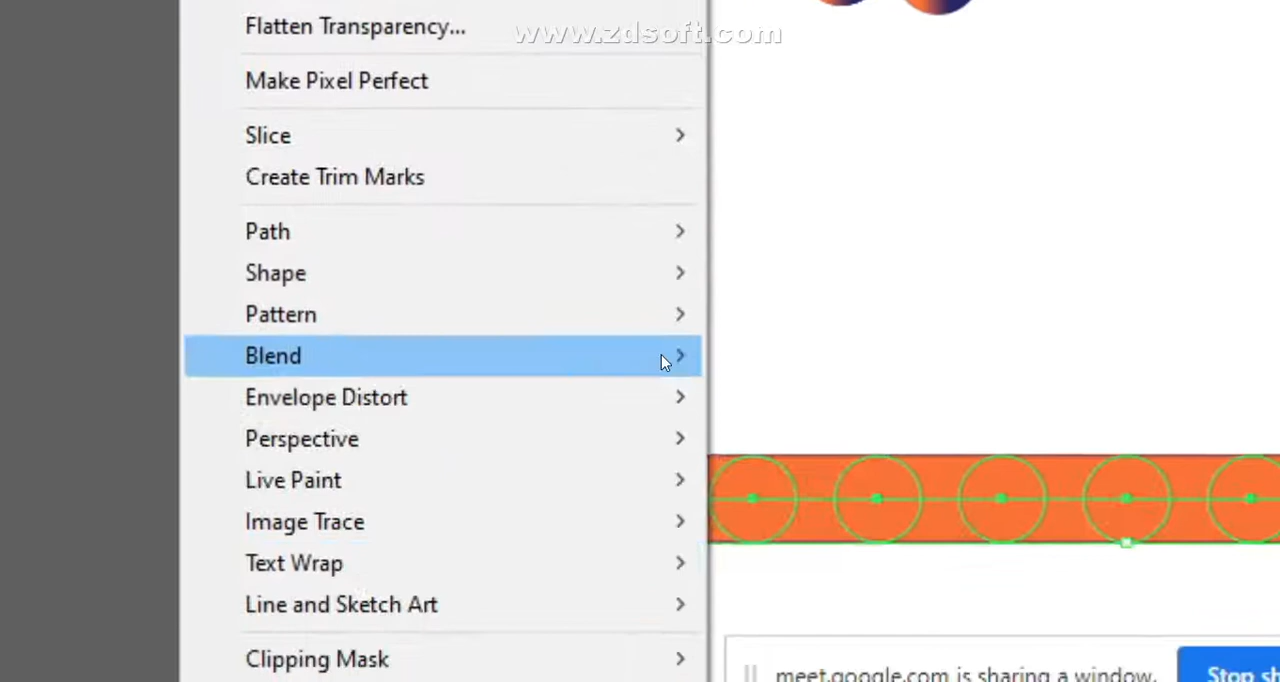 Flatten Transparency...
www.zdsoft.com
Make Pixel Perfect
Slice
Create Trim Marks
Path
Shape
Pattern
Blend
Envelope Distort
Perspective
Live Paint
Image Trace
Text Wrap
Line and Sketch Art
Clipping Mask
meet.google.com is sharing a window.
Stop